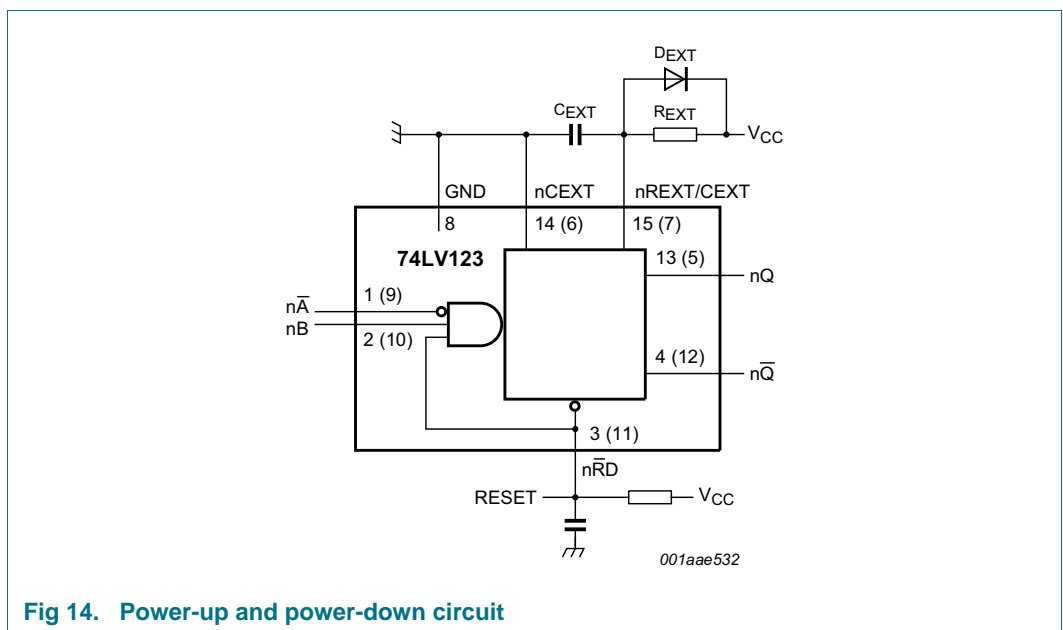 DEXT
CEXT
REXT
VCC
GND
nCEXT
nREXT/CEXT
8
14 (6)
15 (7)
74LV123
13 (5)
nQ
1 (9)
nA̅
nB
2 (10)
4 (12)
nQ̅
3 (11)
nR̅D
RESET
VCC
001aae532
Fig 14. Power-up and power-down circuit